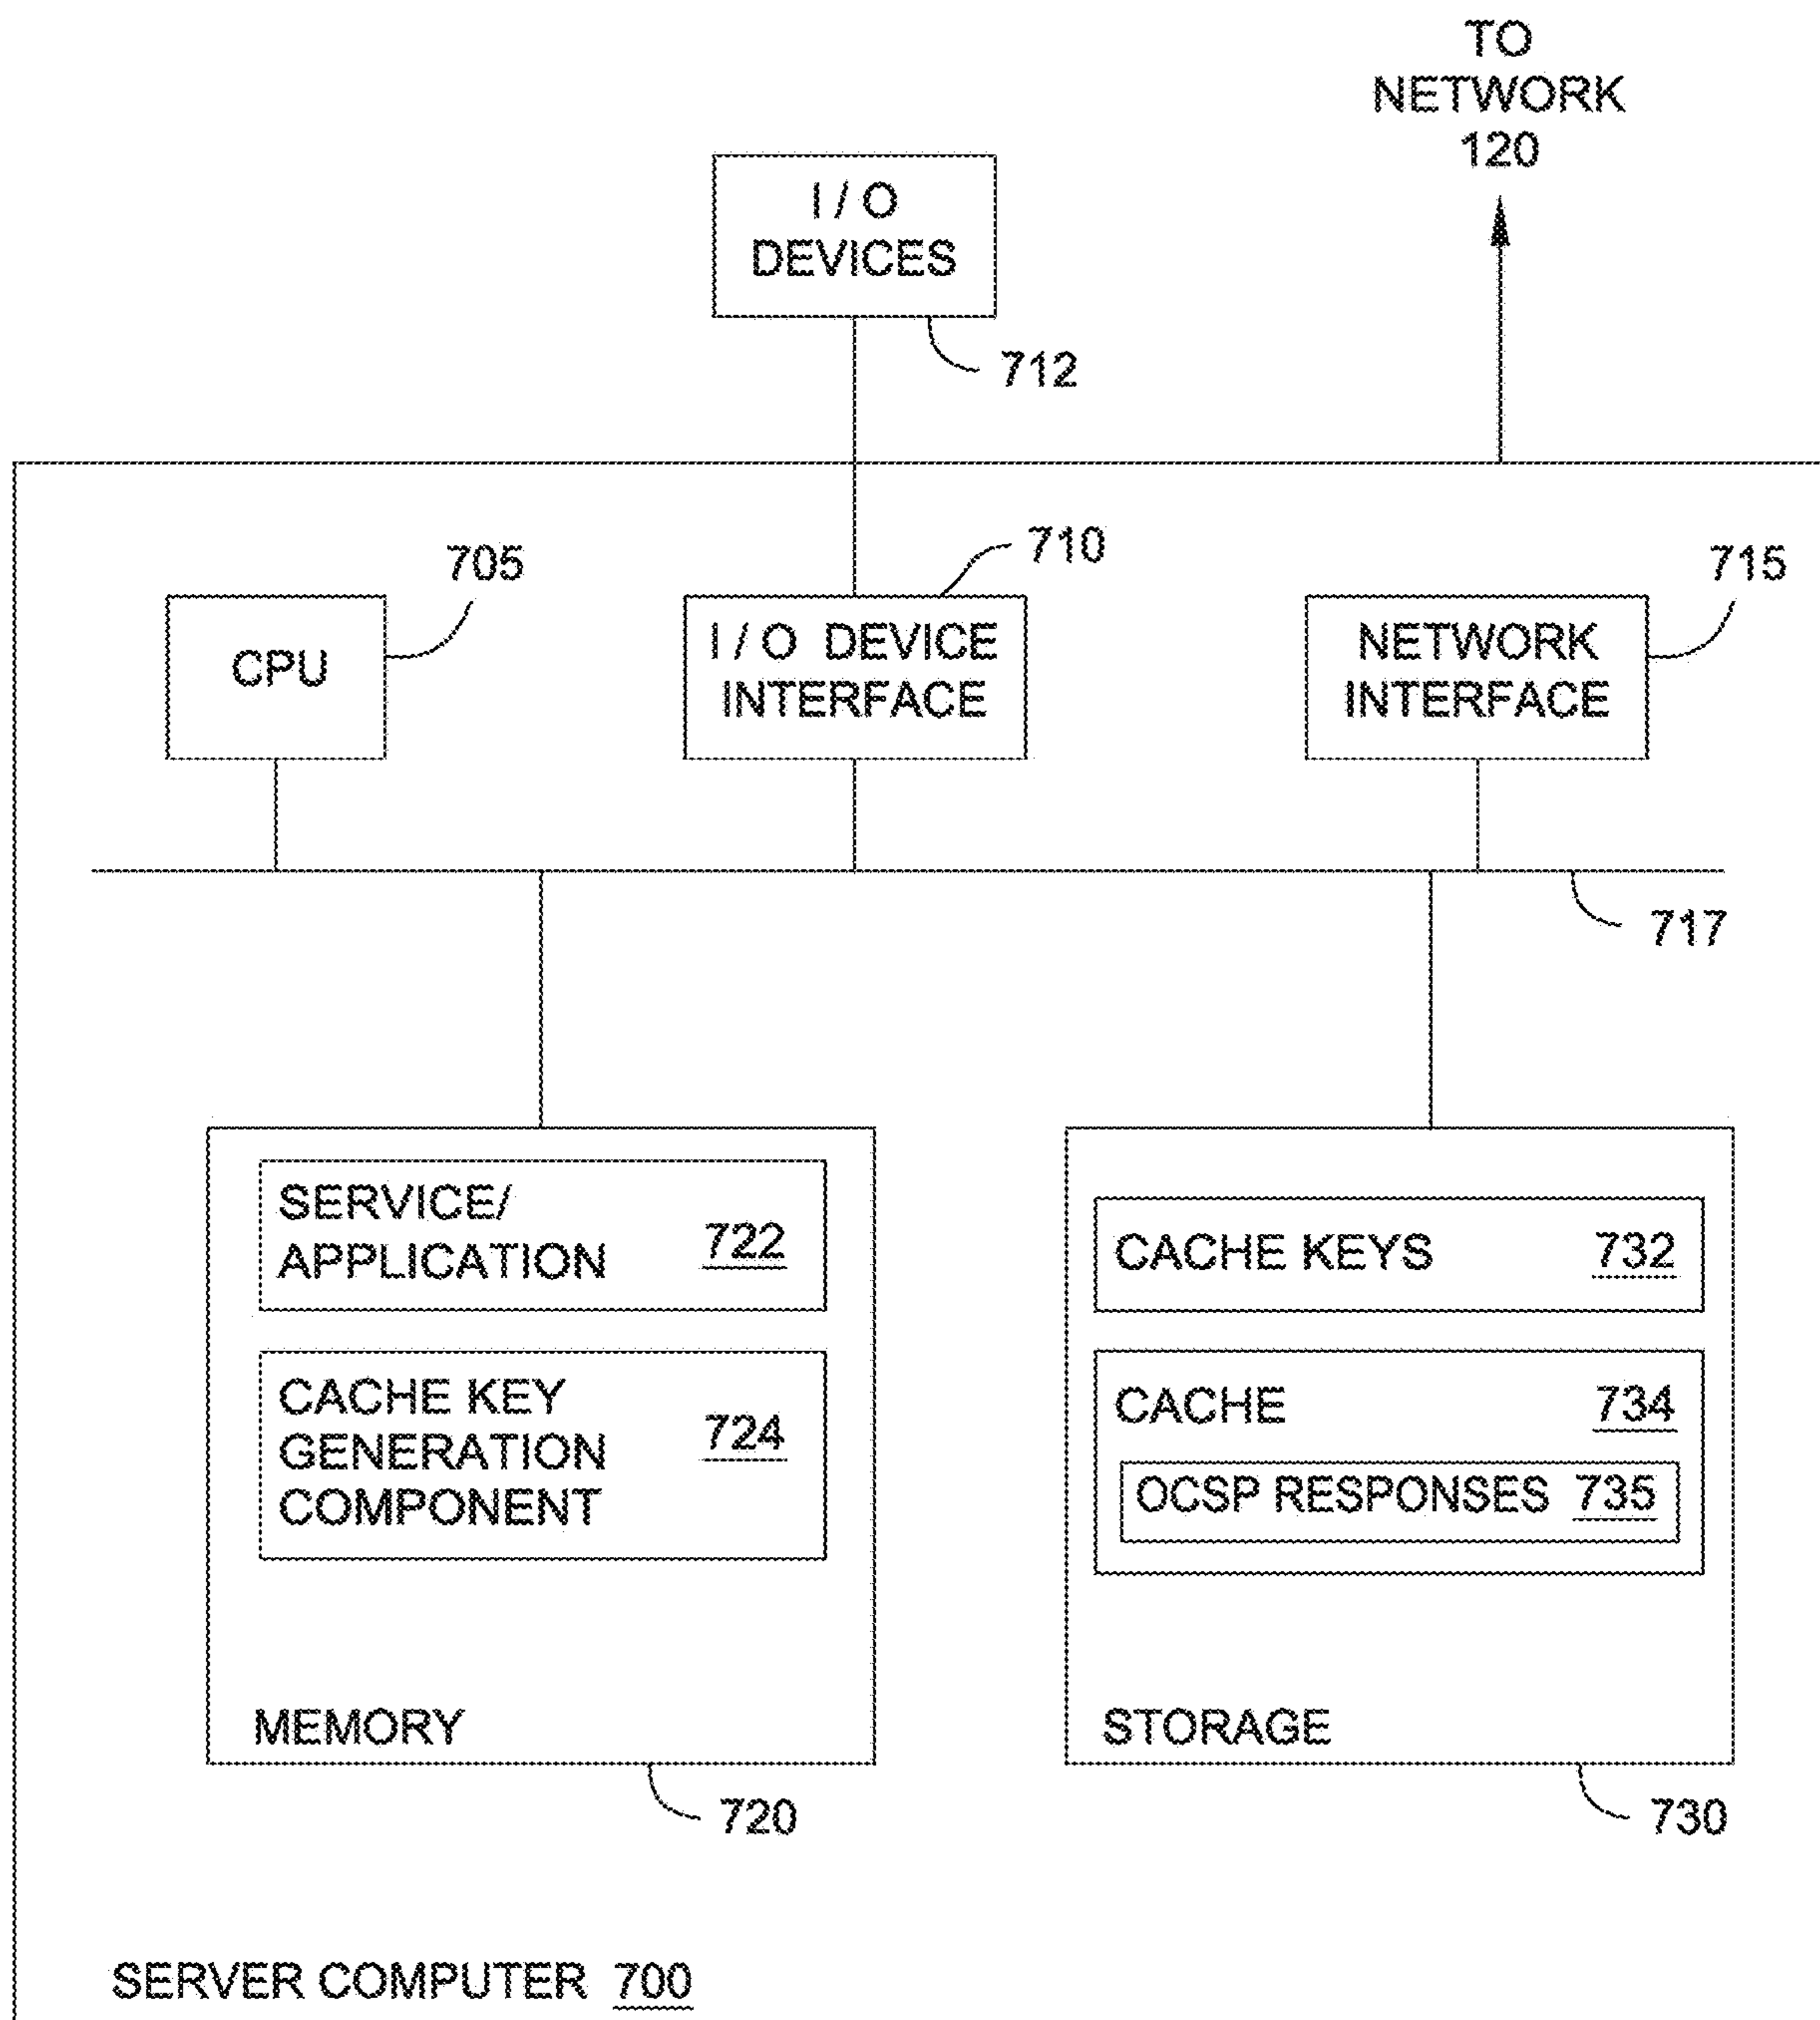 TO
NETWORK
120
I / O
DEVICES
712
705
710
715
CPU
I / O DEVICE
INTERFACE
NETWORK
INTERFACE
717
SERVICE/
APPLICATION 722
CACHE KEY
GENERATION
COMPONENT
724
MEMORY
720
CACHE KEYS 732
CACHE 734
OCSP RESPONSES 735
STORAGE
730
SERVER COMPUTER 700